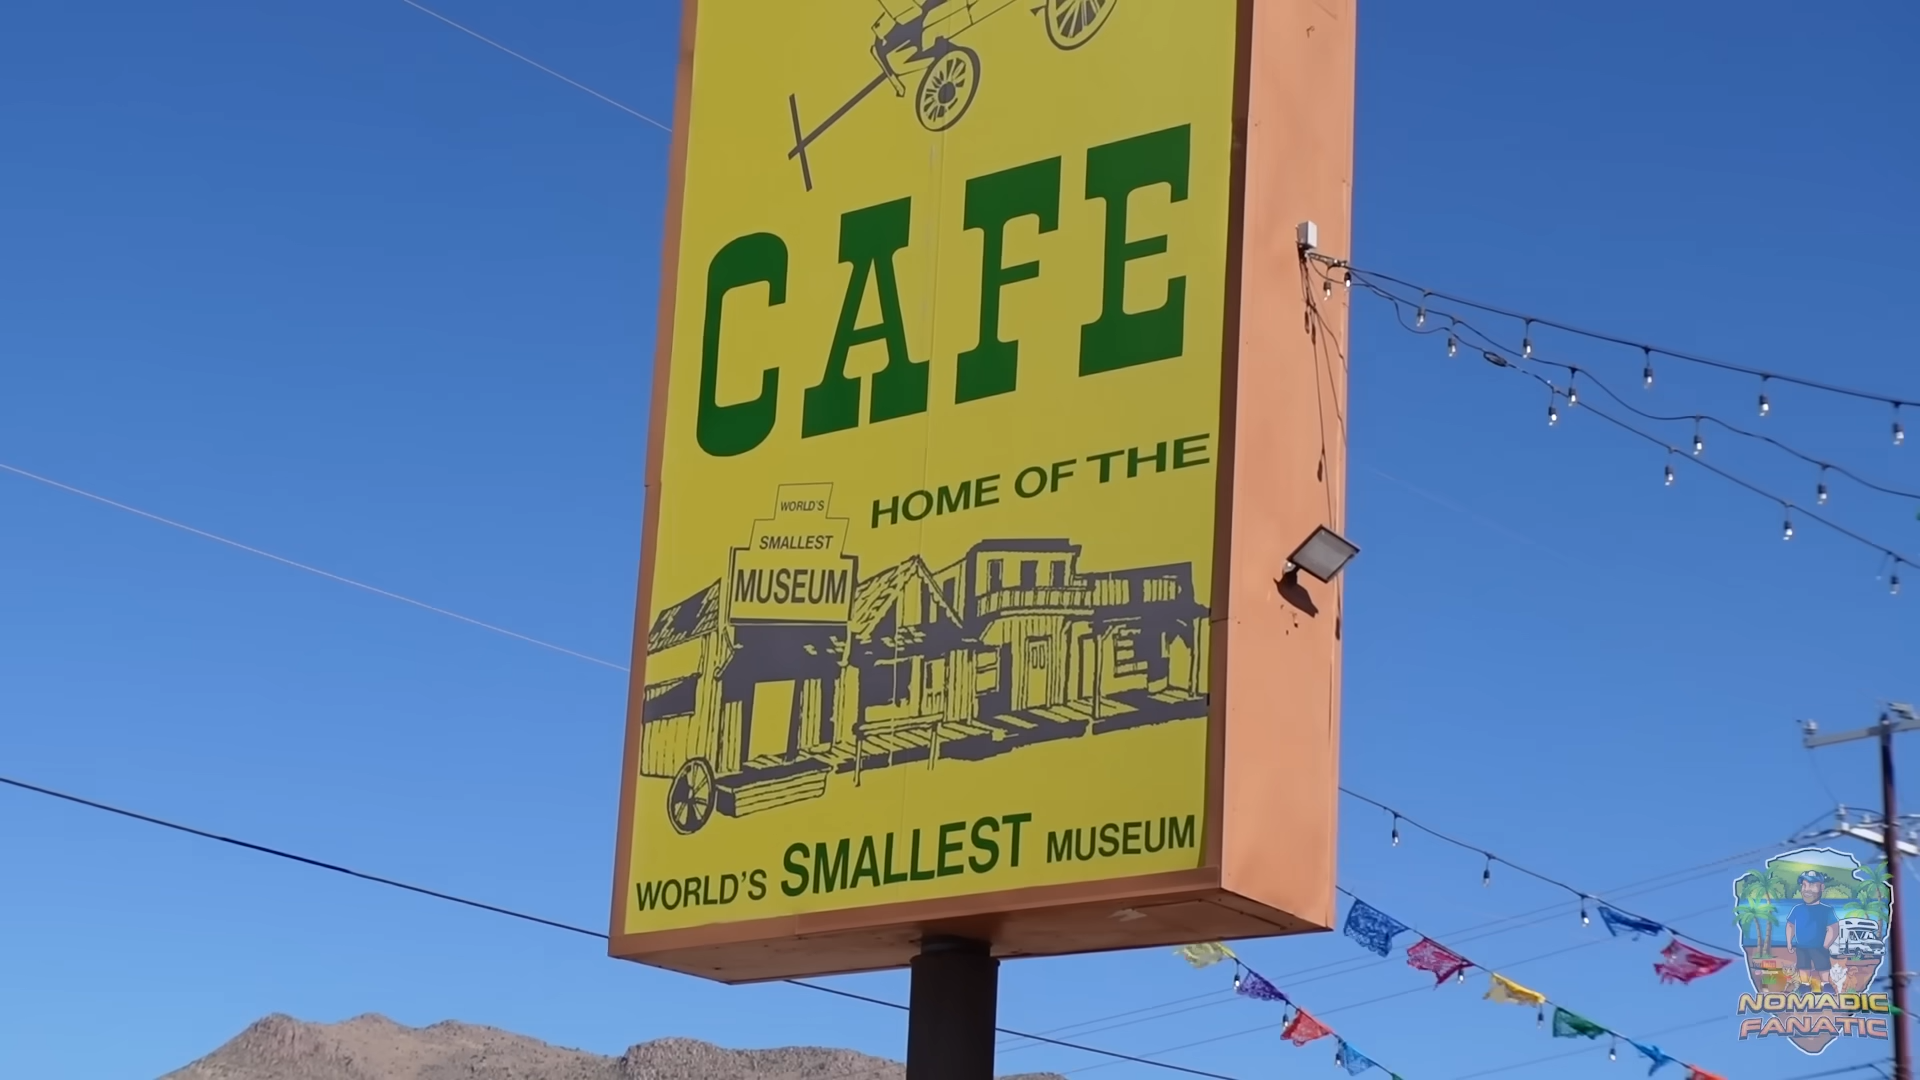 CAFE
HOME OF THE
WORLD'S
SMALLEST
MUSEUM
WORLD'S SMALLEST MUSEUM
NOMADIC
FANATIC